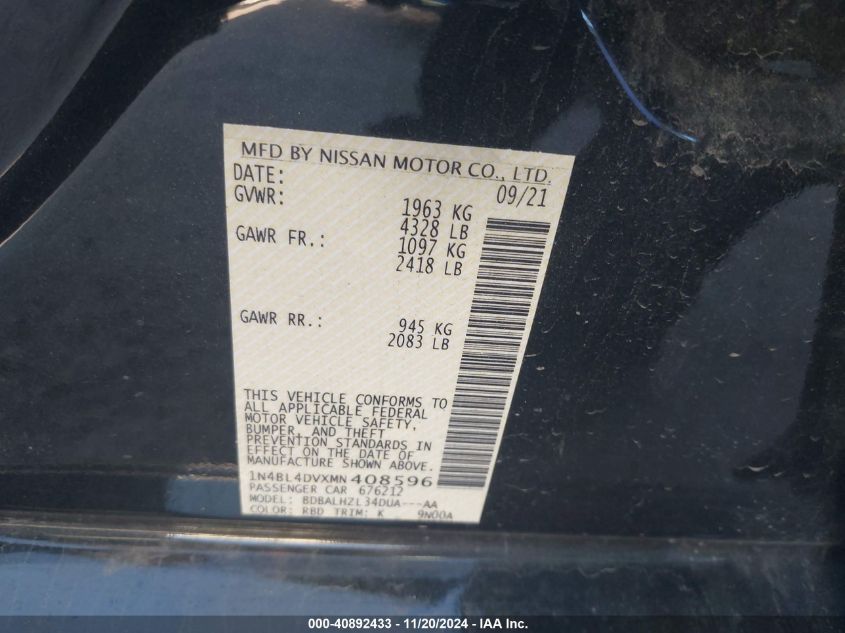 MFD BY NISSAN MOTOR CO., LTD.
DATE: 09/21
GVWR: 1963 KG
4328 LB
GAWR FR.: 1097 KG
2418 LB
GAWR RR.: 945 KG
2083 LB
THIS VEHICLE CONFORMS TO
ALL APPLICABLE FEDERAL
MOTOR VEHICLE SAFETY,
BUMPER, AND THEFT
PREVENTION STANDARDS IN
EFFECT ON THE DATE OF
MANUFACTURE SHOWN ABOVE.
1N4BL4DVXMN408596
PASSENGER CAR 676212
MODEL: BDBALHZL34DUA---AA
COLOR: RBD TRIM: K 9N00A
000-40892433 - 11/20/2024 - IAA Inc.